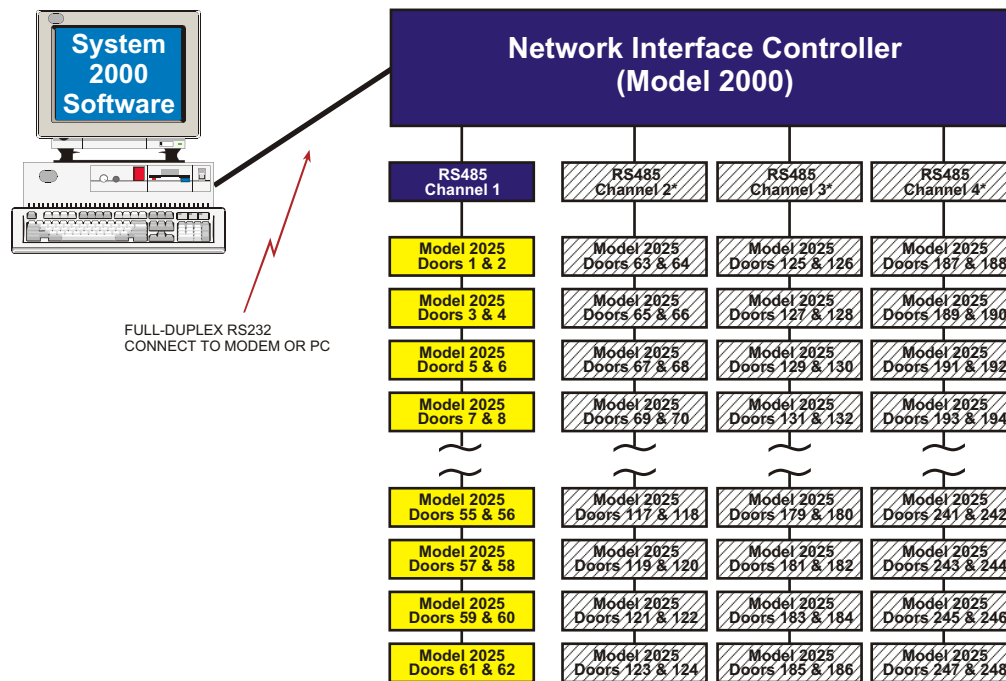 System
2000
Software
Network Interface Controller
(Model 2000)
RS485
Channel 1
RS485
Channel 2*
RS485
Channel 3*
RS485
Channel 4*
Model 2025
Doors 1 & 2
Model 2025
Doors 63 & 64
Model 2025
Doors 125 & 126
Model 2025
Doors 187 & 188
Model 2025
Doors 3 & 4
Model 2025
Doors 65 & 66
Model 2025
Doors 127 & 128
Model 2025
Doors 189 & 190
FULL-DUPLEX RS232
CONNECT TO MODEM OR PC
Model 2025
Doord 5 & 6
Model 2025
Doors 67 & 68
Model 2025
Doors 129 & 130
Model 2025
Doors 191 & 192
Model 2025
Doors 7 & 8
Model 2025
Doors 69 & 70
Model 2025
Doors 131 & 132
Model 2025
Doors 193 & 194
Model 2025
Doors 55 & 56
Model 2025
Doors 117 & 118
Model 2025
Doors 179 & 180
Model 2025
Doors 241 & 242
Model 2025
Doors 57 & 58
Model 2025
Doors 119 & 120
Model 2025
Doors 181 & 182
Model 2025
Doors 243 & 244
Model 2025
Doors 59 & 60
Model 2025
Doors 121 & 122
Model 2025
Doors 183 & 184
Model 2025
Doors 245 & 246
Model 2025
Doors 61 & 62
Model 2025
Doors 123 & 124
Model 2025
Doors 185 & 186
Model 2025
Doors 247 & 248